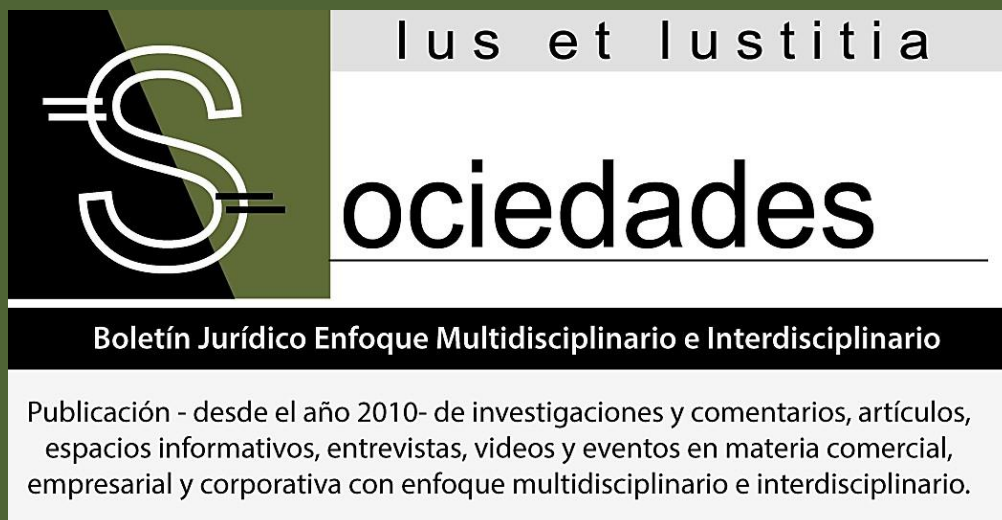 Ius et Iustitia
Sociedades
Boletín Jurídico Enfoque Multidisciplinario e Interdisciplinario
Publicación - desde el año 2010- de investigaciones y comentarios, artículos,
espacios informativos, entrevistas, videos y eventos en materia comercial,
empresarial y corporativa con enfoque multidisciplinario e interdisciplinario.